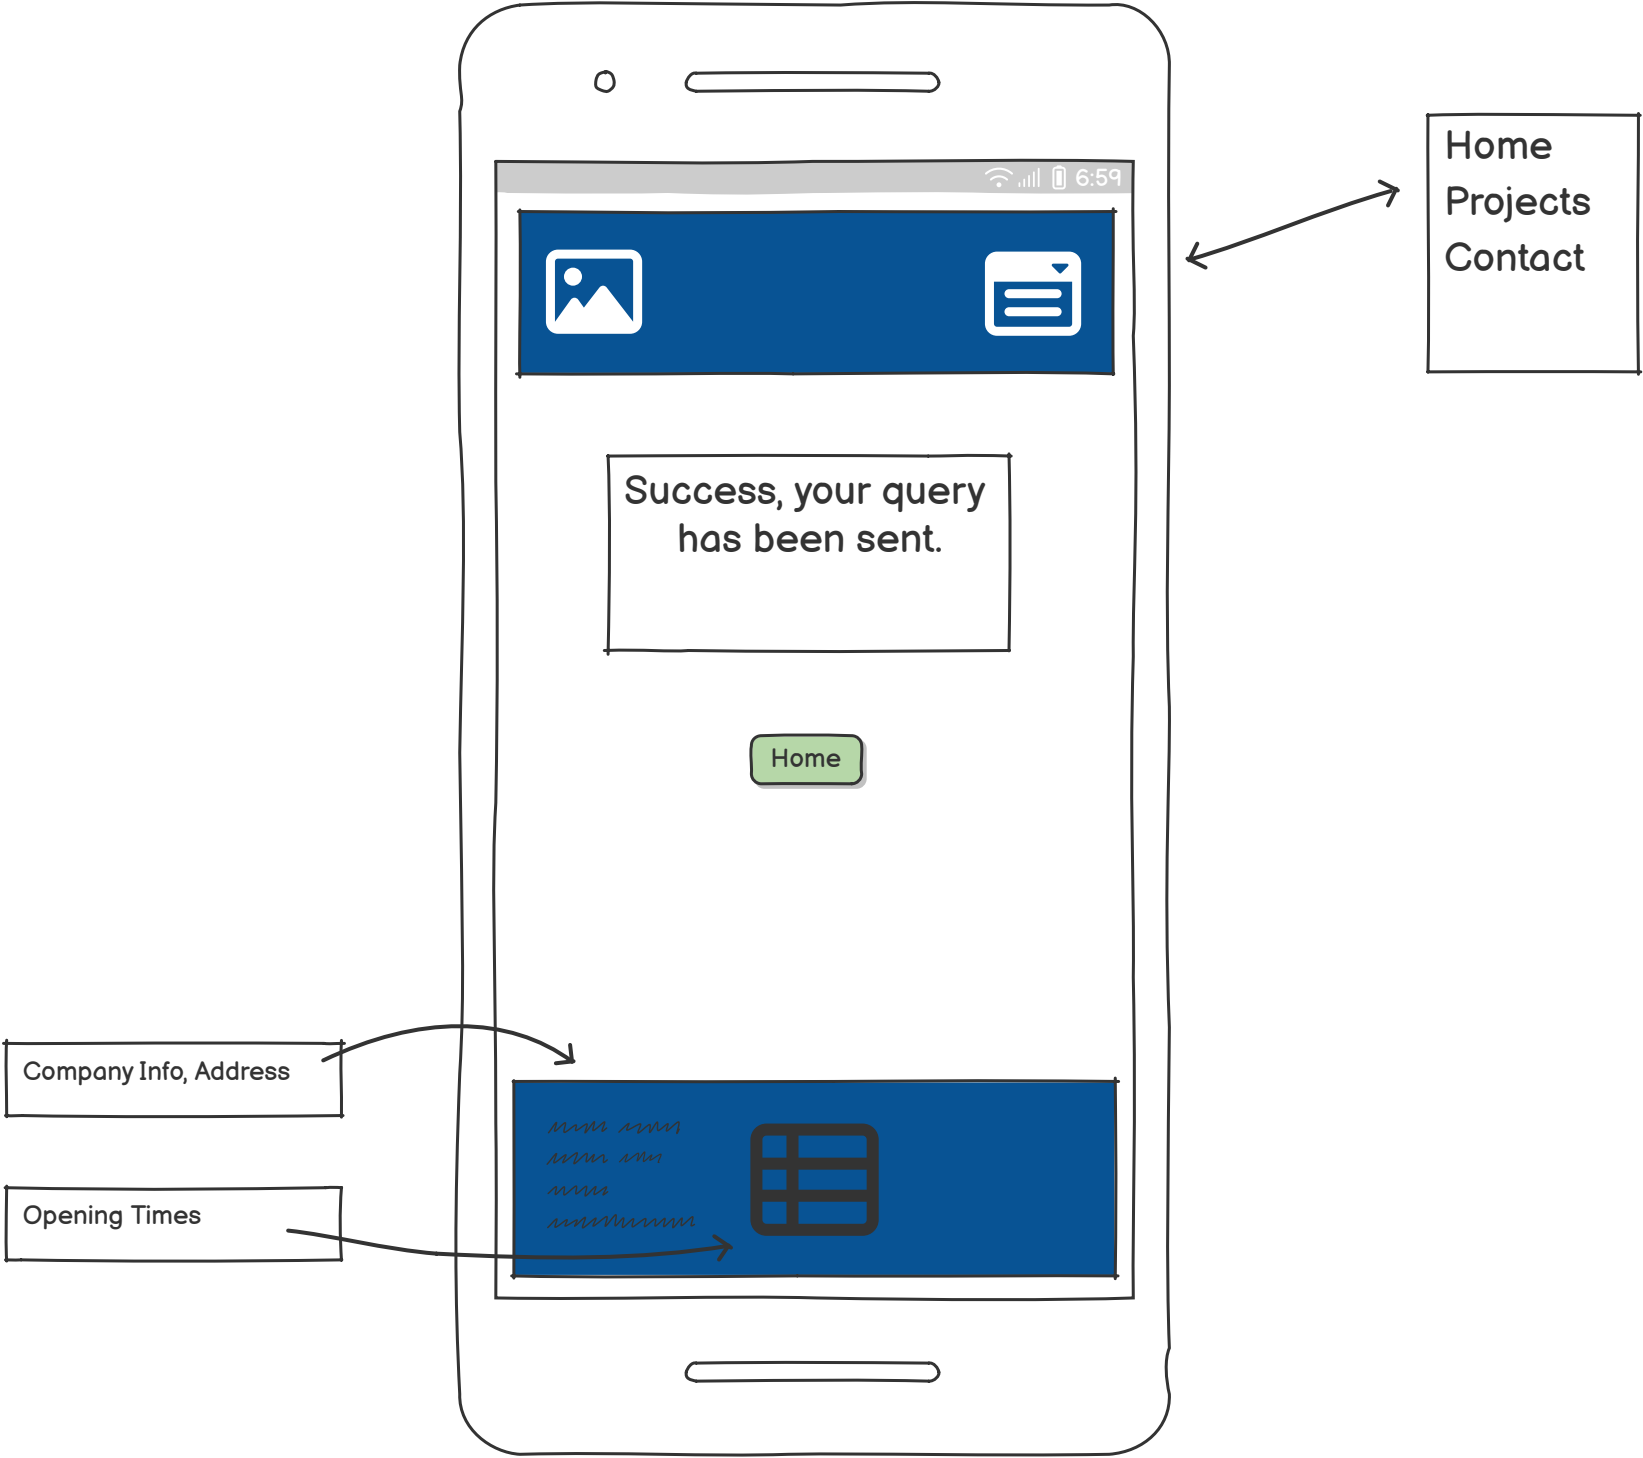 6:59
Home
Projects
Contact
Success, your query
has been sent.
Home
Company Info, Address
Opening Times